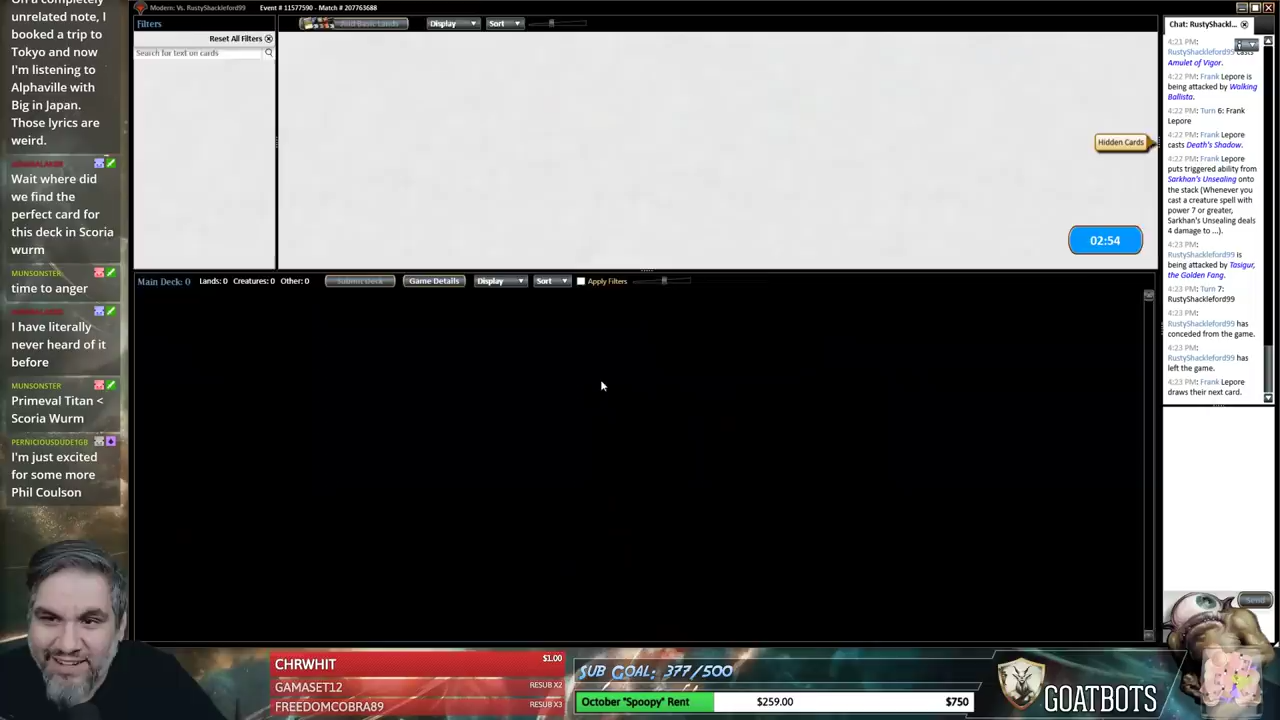 On a completely
unrelated note, I
booked a trip to
Tokyo and now
I'm listening to
Alphaville with
Big in Japan.
Those lyrics are
weird.
Wait where did
we find the
perfect card for
this deck in Scoria
wurm
MUNSONSTER
time to anger
I have literally
never heard of it
before
MUNSONSTER
Primeval Titan <
Scoria Wurm
PERNICIOUSDUDE1GB
I'm just excited
for some more
Phil Coulson
Modern: Vs. RustyShackleford99 Event # 11577590 - Match # 207763688
Filters
Reset All Filters
Search for text on cards
Add Basic Lands Display Sort
Hidden Cards
02:54
Main Deck: 0 Lands: 0 Creatures: 0 Other: 0 Submit Deck Game Details Display Sort Apply Filters
Chat: RustyShackl...
4:21 PM:
RustyShackleford99 casts
Amulet of Vigor.
4:22 PM: Frank Lepore is
being attacked by Walking
Ballista.
4:22 PM: Turn 6: Frank
Lepore
4:22 PM: Frank Lepore
casts Death's Shadow.
4:22 PM: Frank Lepore
puts triggered ability from
Sarkhan's Unsealing onto
the stack (Whenever you
cast a creature spell with
power 7 or greater,
Sarkhan's Unsealing deals
4 damage to ...).
4:23 PM:
RustyShackleford99 is
being attacked by Tasigur,
the Golden Fang.
4:23 PM: Turn 7:
RustyShackleford99
4:23 PM:
RustyShackleford99 has
conceded from the game.
4:23 PM:
RustyShackleford99 has
left the game.
4:23 PM: Frank Lepore
draws their next card.
Send
CHRWHIT $1.00
GAMASET12 RESUB X2
FREEDOMCOBRA89 RESUB X3
SUB GOAL: 377/500
October "Spoopy" Rent $259.00 $750
GOATBOTS